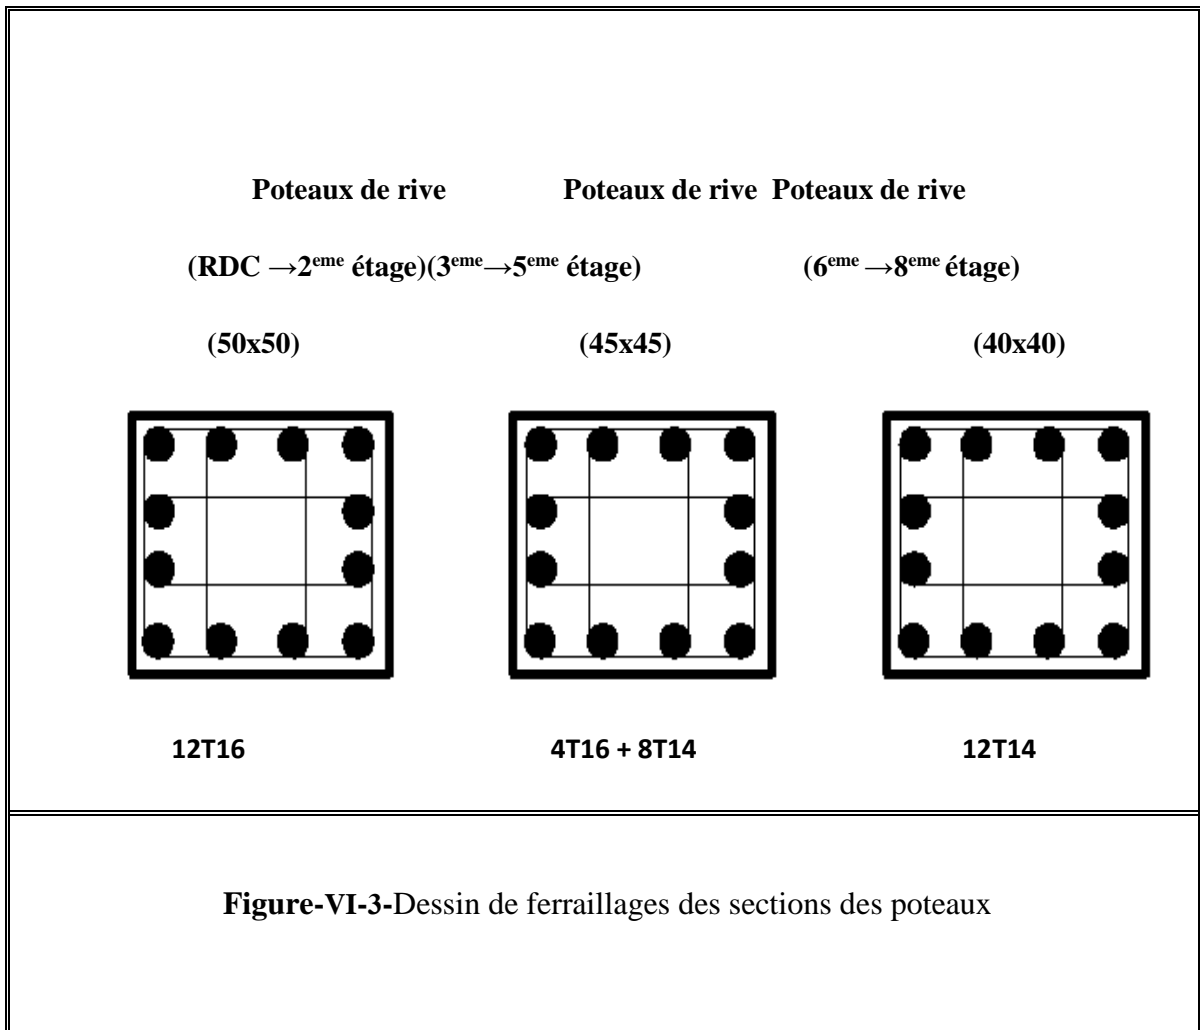 Poteaux de rive Poteaux de rive Poteaux de rive
(RDC →2eme étage)(3eme→5eme étage) (6eme →8eme étage)
(50x50) (45x45) (40x40)
12T16 4T16 + 8T14 12T14
Figure-VI-3-Dessin de ferraillages des sections des poteaux